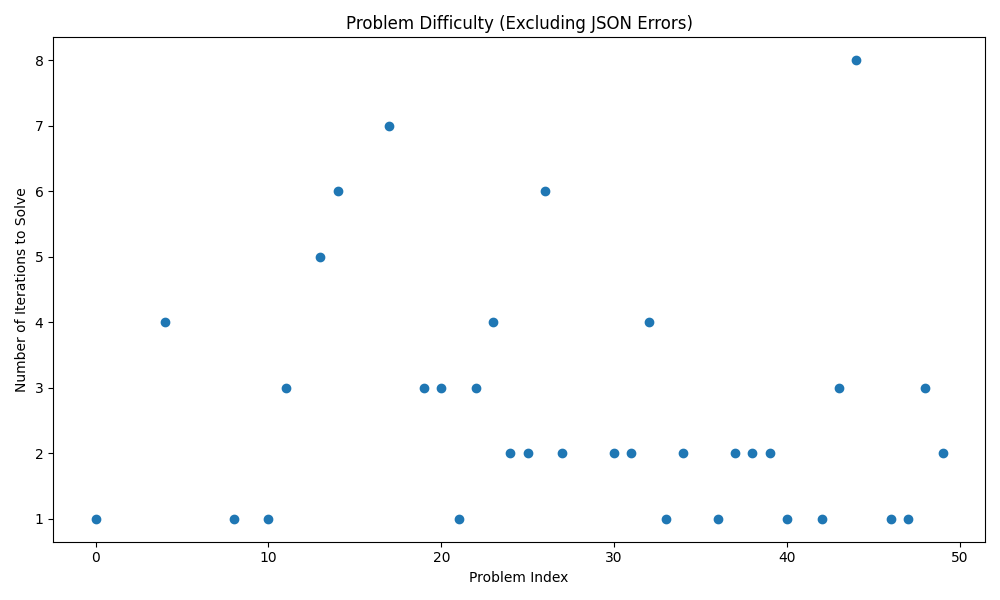 Problem Difficulty (Excluding JSON Errors)
Number of Iterations to Solve
8
7
6
5
4
3
2
1
0 10 20 30 40 50
Problem Index